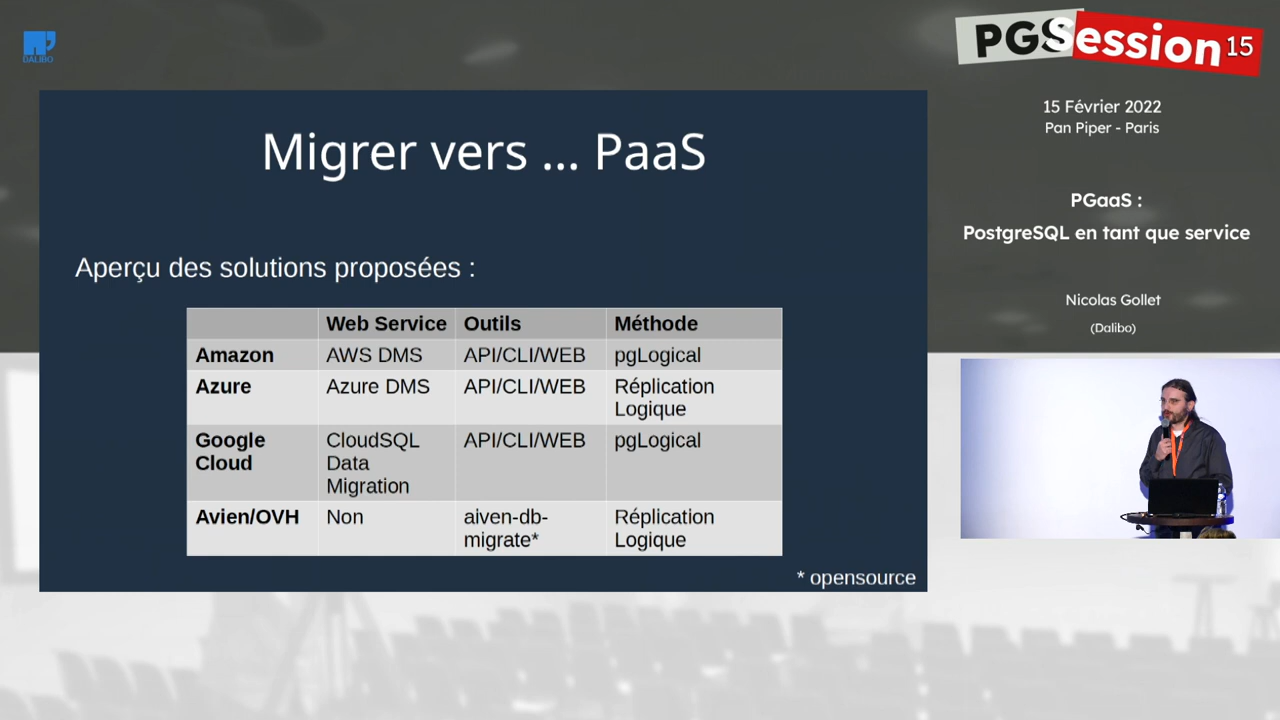 DALIBO
PGSession 15
15 Février 2022
Pan Piper - Paris
PGaaS :
PostgreSQL en tant que service
Nicolas Gollet
(Dalibo)
Migrer vers ... PaaS
Aperçu des solutions proposées :
Web Service Outils Méthode
Amazon AWS DMS API/CLI/WEB pgLogical
Azure Azure DMS API/CLI/WEB Réplication
Logique
Google CloudSQL API/CLI/WEB pgLogical
Cloud Data
Migration
Avien/OVH Non aiven-db- Réplication
migrate* Logique
* opensource